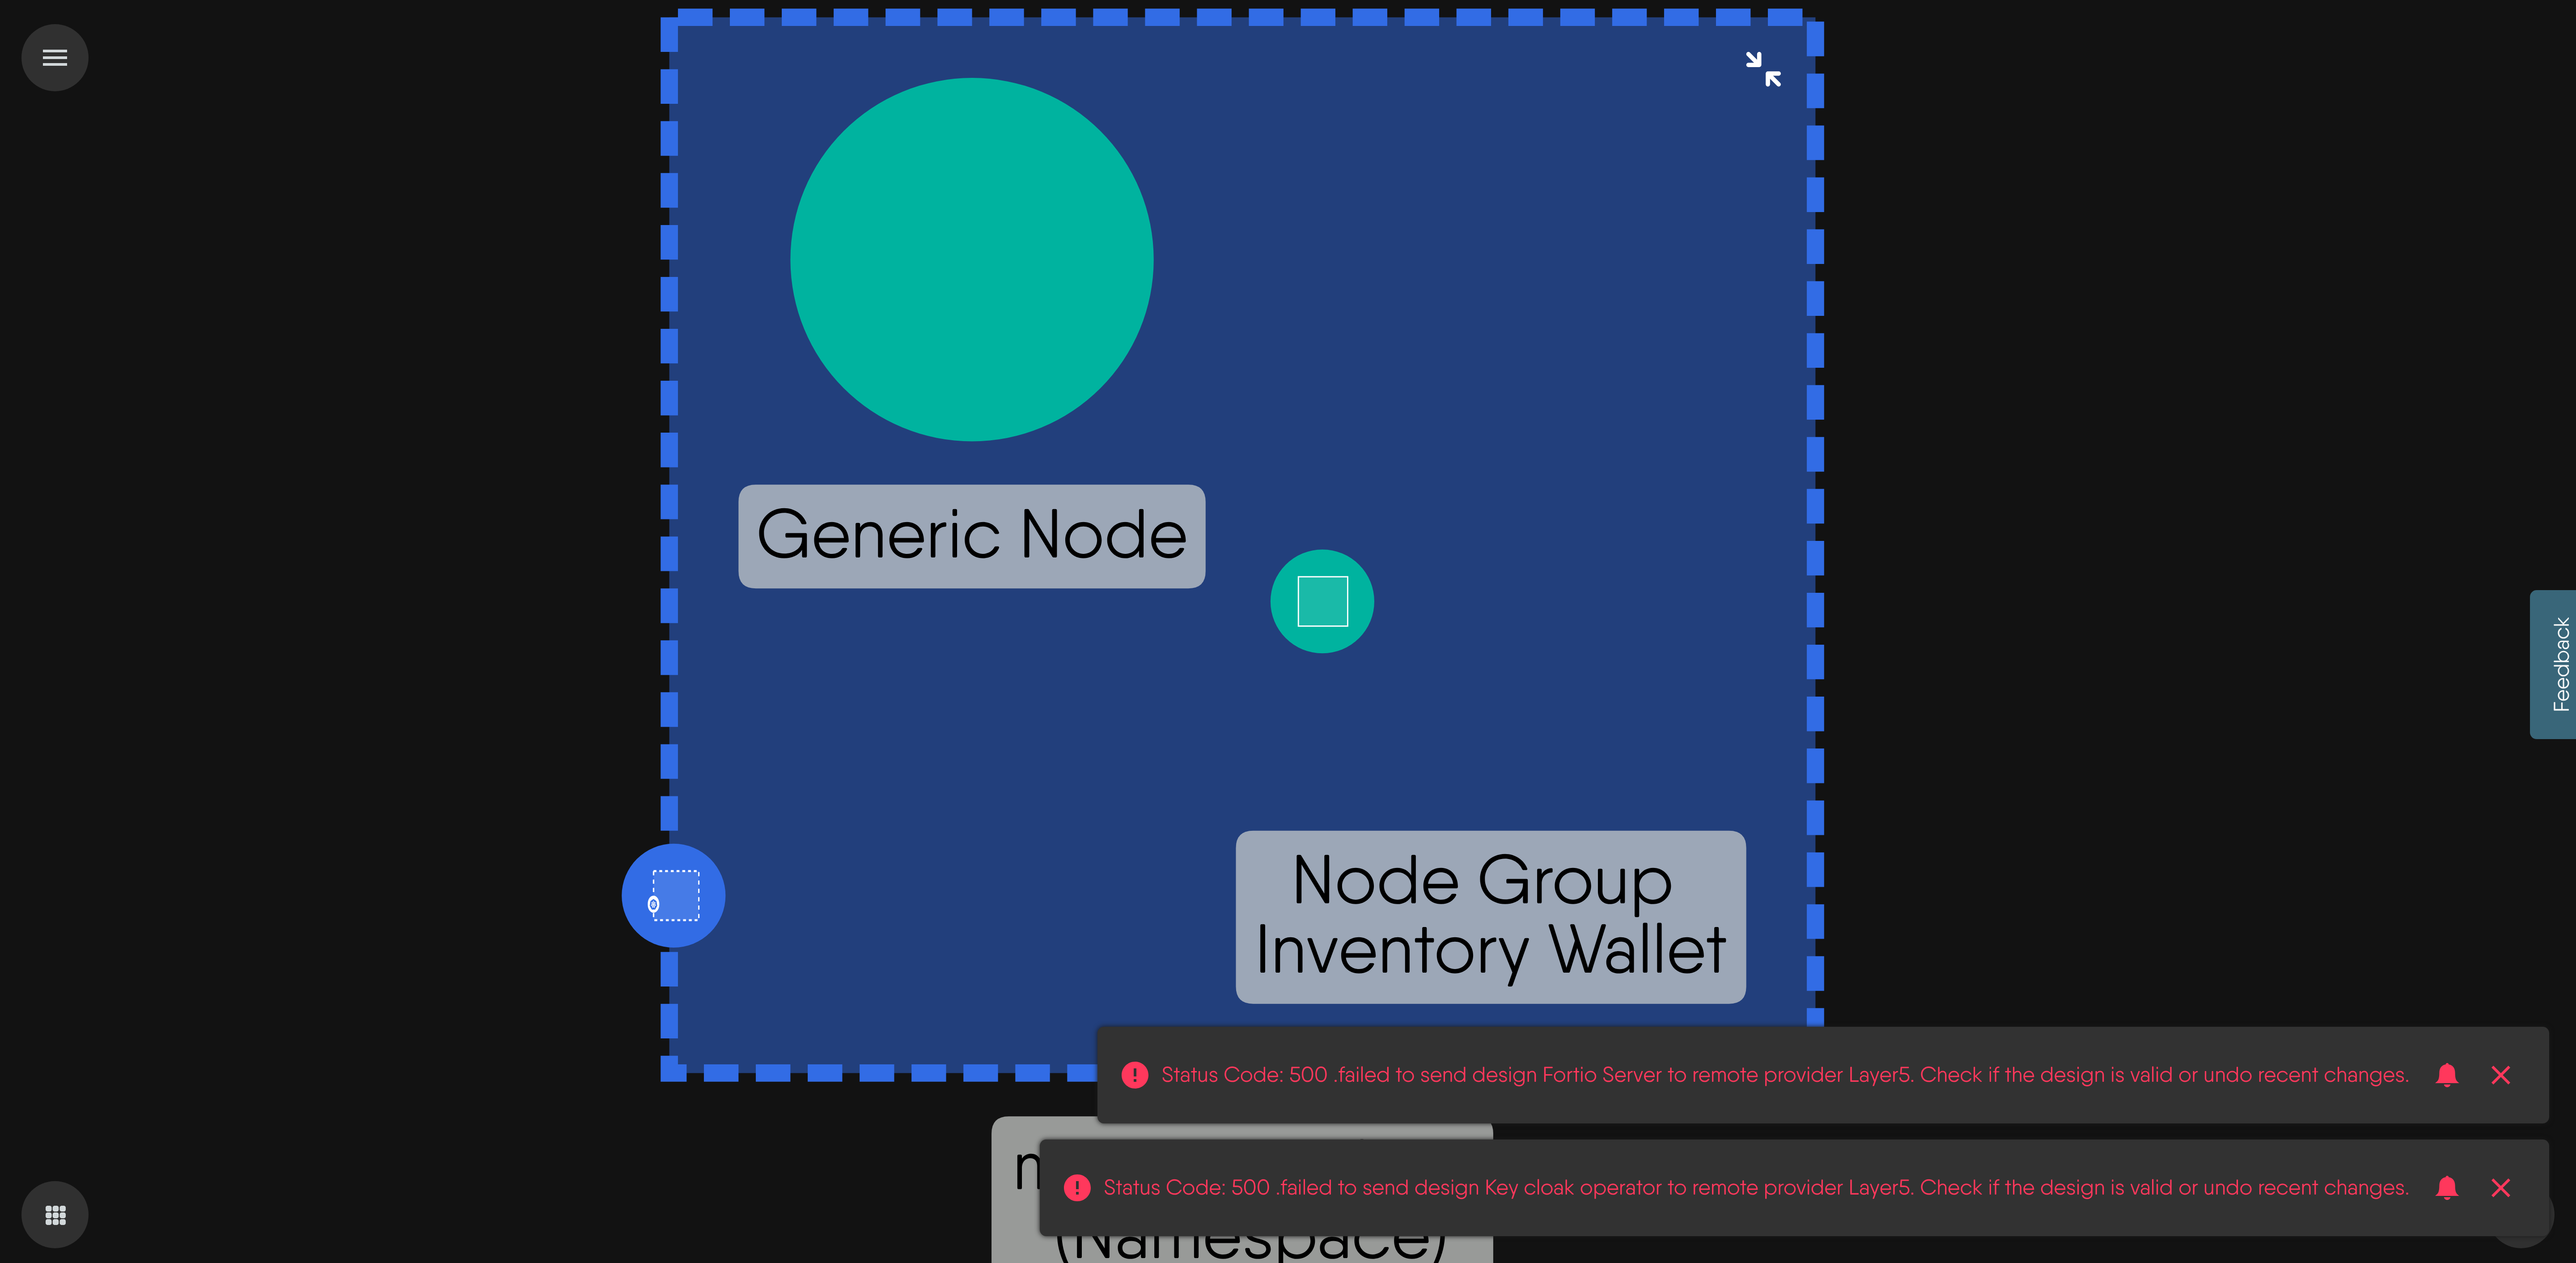 Generic Node
Node Group
Inventory Wallet
Feedback
Status Code: 500 .failed to send design Fortio Server to remote provider Layer5. Check if the design is valid or undo recent changes.
Status Code: 500 .failed to send design Key cloak operator to remote provider Layer5. Check if the design is valid or undo recent changes.
(Namespace)